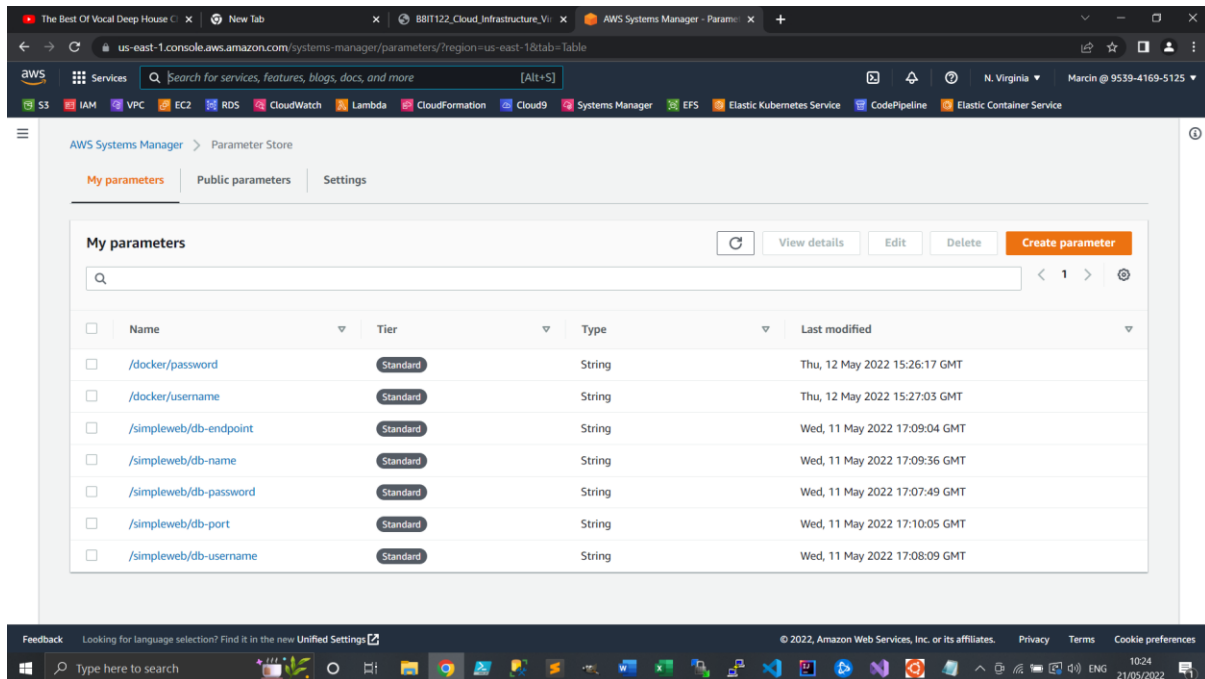 The Best Of Vocal Deep House C
New Tab
B8IT122_Cloud_Infrastructure_Vir
AWS Systems Manager - Parame
us-east-1.console.aws.amazon.com/systems-manager/parameters/?region=us-east-1&tab=Table
aws
Services
Search for services, features, blogs, docs, and more
[Alt+S]
N. Virginia
Marcin @ 9539-4169-5125
S3 IAM VPC EC2 RDS CloudWatch Lambda CloudFormation Cloud9 Systems Manager EFS Elastic Kubernetes Service CodePipeline Elastic Container Service
AWS Systems Manager > Parameter Store
My parameters Public parameters Settings
My parameters View details Edit Delete Create parameter
1
Name Tier Type Last modified
/docker/password Standard String Thu, 12 May 2022 15:26:17 GMT
/docker/username Standard String Thu, 12 May 2022 15:27:03 GMT
/simpleweb/db-endpoint Standard String Wed, 11 May 2022 17:09:04 GMT
/simpleweb/db-name Standard String Wed, 11 May 2022 17:09:36 GMT
/simpleweb/db-password Standard String Wed, 11 May 2022 17:07:49 GMT
/simpleweb/db-port Standard String Wed, 11 May 2022 17:10:05 GMT
/simpleweb/db-username Standard String Wed, 11 May 2022 17:08:09 GMT
Feedback Looking for language selection? Find it in the new Unified Settings © 2022, Amazon Web Services, Inc. or its affiliates. Privacy Terms Cookie preferences
Type here to search ENG 10:24
21/05/2022